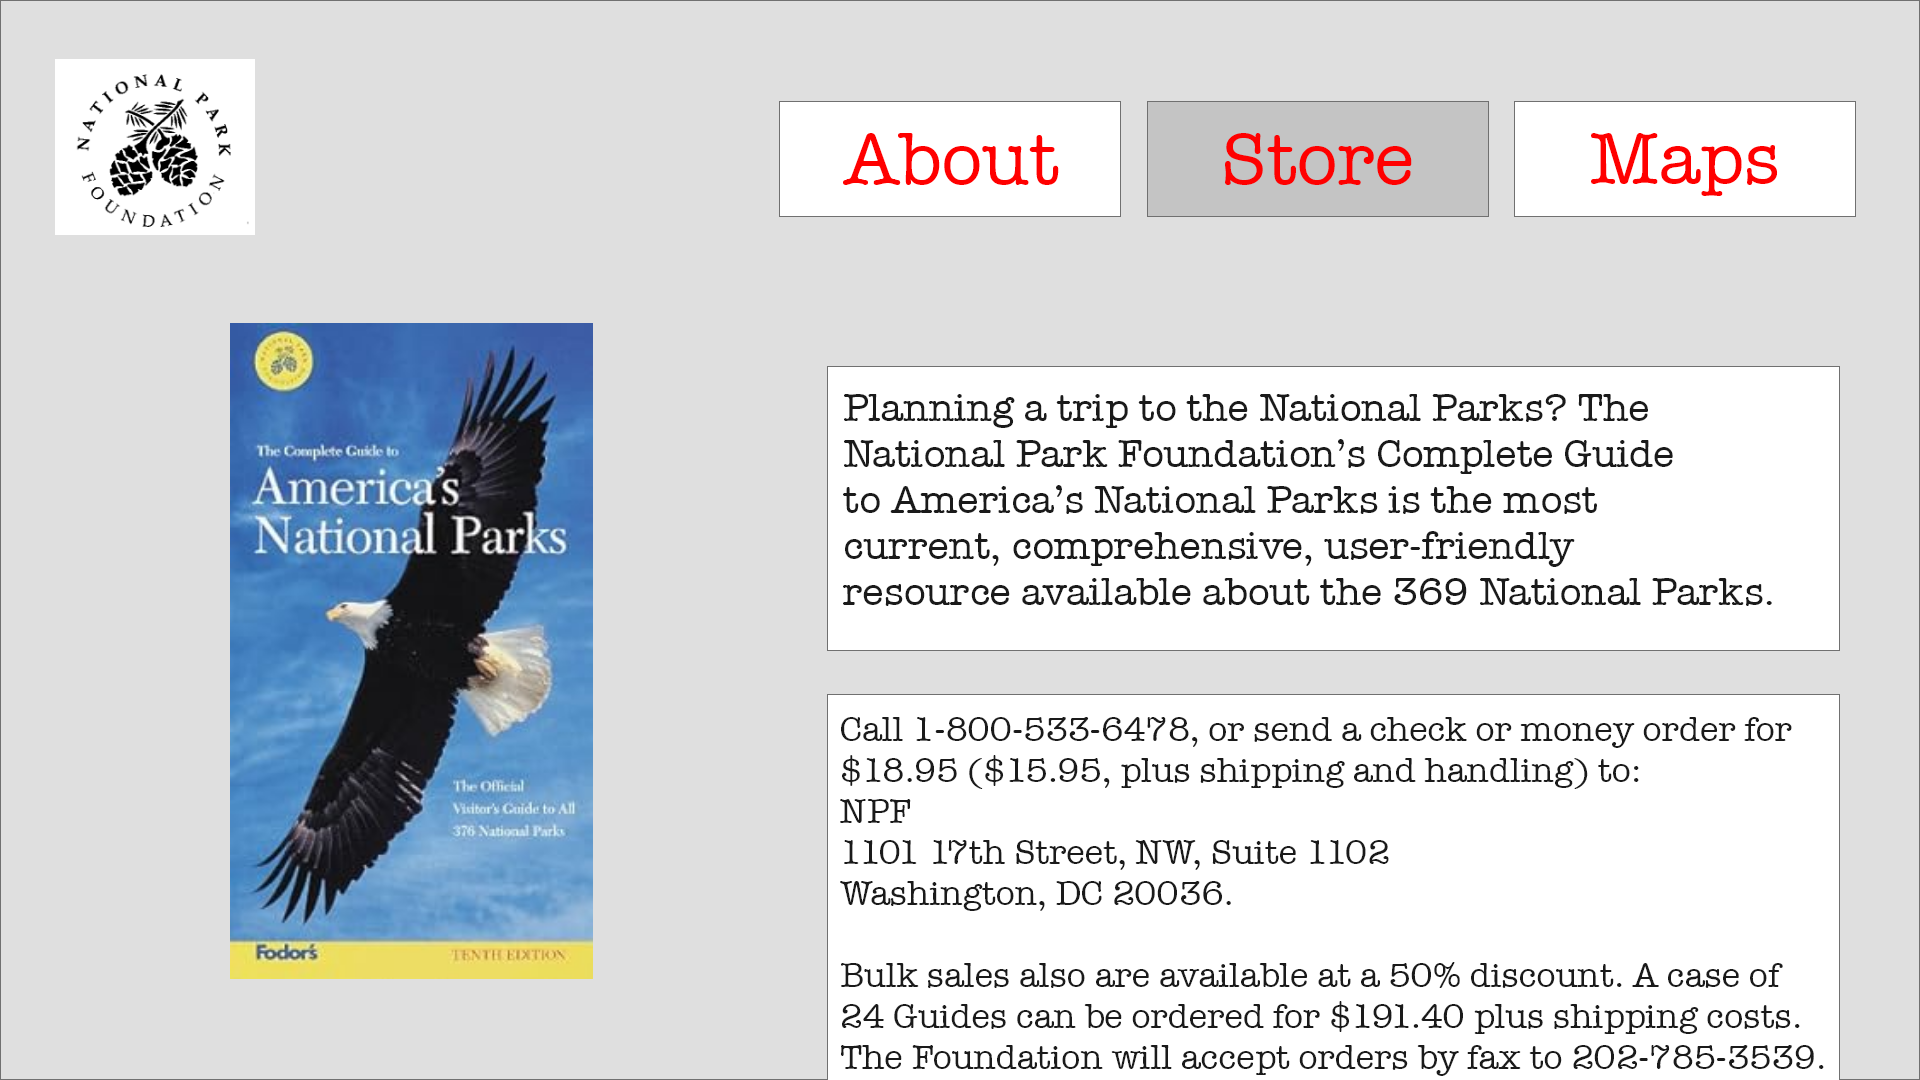 NATIONAL PARK
FOUNDATION
About
Store
Maps
The Complete Guide to
America's
National Parks
The Official
Visitor's Guide to All
376 National Parks
Fodor's
TENTH EDITION
Planning a trip to the National Parks? The
National Park Foundation’s Complete Guide
to America’s National Parks is the most
current, comprehensive, user-friendly
resource available about the 369 National Parks.
Call 1-800-533-6478, or send a check or money order for
$18.95 ($15.95, plus shipping and handling) to:
NPF
1101 17th Street, NW, Suite 1102
Washington, DC 20036.
Bulk sales also are available at a 50% discount. A case of
24 Guides can be ordered for $191.40 plus shipping costs.
The Foundation will accept orders by fax to 202-785-3539.